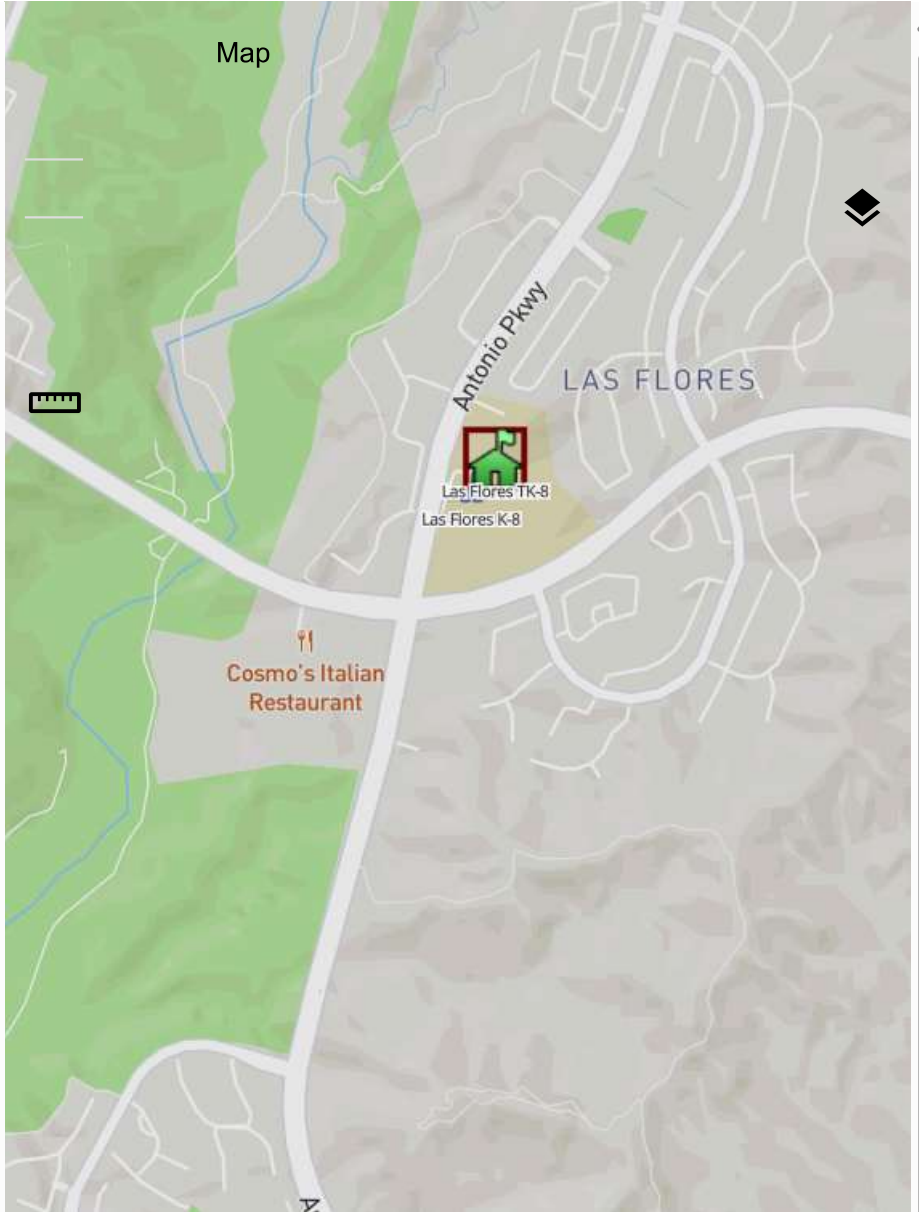 Map
Antonio Pkwy
LAS FLORES
Las Flores TK-8
Las Flores K-8
Cosmo's Italian
Restaurant